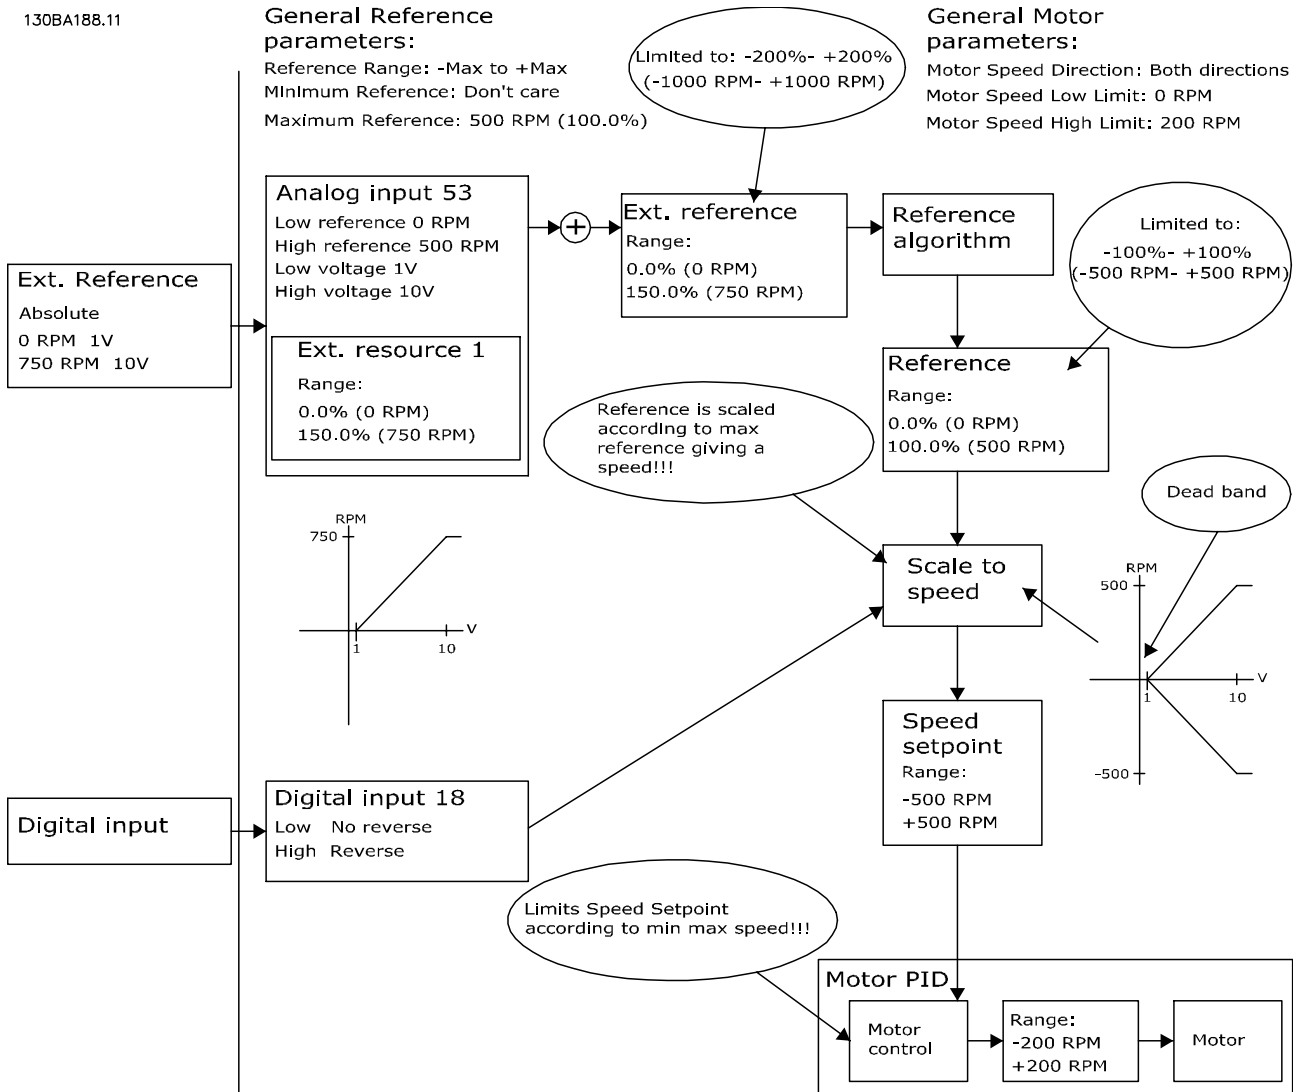 130BA188.11
General Reference
parameters:
Reference Range: -Max to +Max
Minimum Reference: Don't care
Maximum Reference: 500 RPM (100.0%)
Limited to: -200%- +200%
(-1000 RPM- +1000 RPM)
General Motor
parameters:
Motor Speed Direction: Both directions
Motor Speed Low Limit: 0 RPM
Motor Speed High Limit: 200 RPM
Ext. Reference
Absolute
0 RPM 1V
750 RPM 10V
Analog input 53
Low reference 0 RPM
High reference 500 RPM
Low voltage 1V
High voltage 10V
Ext. resource 1
Range:
0.0% (0 RPM)
150.0% (750 RPM)
+
Ext. reference
Range:
0.0% (0 RPM)
150.0% (750 RPM)
Reference
algorithm
Limited to:
-100%- +100%
(-500 RPM- +500 RPM)
Reference
Range:
0.0% (0 RPM)
100.0% (500 RPM)
Reference is scaled
according to max
reference giving a
speed!!!
Dead band
RPM
750
V
1
10
Scale to
speed
RPM
500
V
1
10
-500
Speed
setpoint
Range:
-500 RPM
+500 RPM
Digital input
Digital input 18
Low No reverse
High Reverse
Limits Speed Setpoint
according to min max speed!!!
Motor PID
Motor
control
Range:
-200 RPM
+200 RPM
Motor